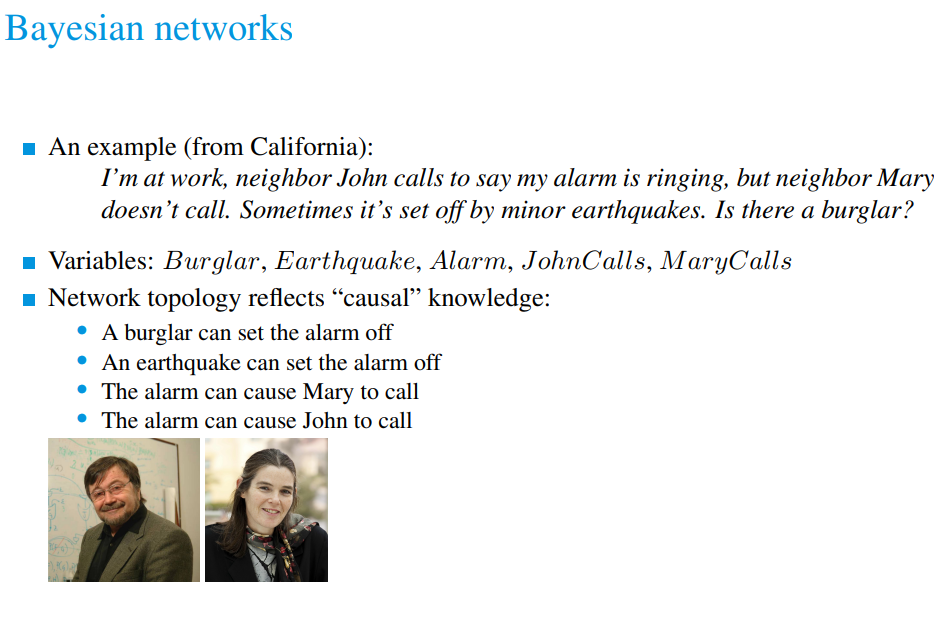 Bayesian networks
An example (from California):
I'm at work, neighbor John calls to say my alarm is ringing, but neighbor Mary
doesn't call. Sometimes it's set off by minor earthquakes. Is there a burglar?
Variables: Burglar, Earthquake, Alarm, JohnCalls, MaryCalls
Network topology reflects “causal” knowledge:
A burglar can set the alarm off
An earthquake can set the alarm off
The alarm can cause Mary to call
The alarm can cause John to call